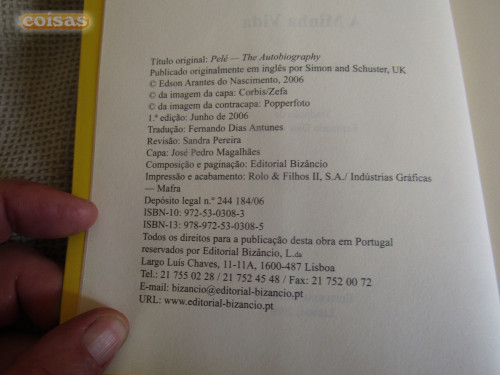 coisas
A Minha Vida
Título original: Pelé — The Autobiography
Publicado originalmente em inglês por Simon and Schuster, UK
© Edson Arantes do Nascimento, 2006
© da imagem da capa: Corbis/Zefa
© da imagem da contracapa: Popperfoto
1.ª edição: Junho de 2006
Tradução: Fernando Dias Antunes
Revisão: Sandra Pereira
Capa: José Pedro Magalhães
Composição e paginação: Editorial Bizâncio
Impressão e acabamento: Rolo & Filhos II, S.A./ Indústrias Gráficas
— Mafra
Depósito legal n.º 244 184/06
ISBN-10: 972-53-0308-3
ISBN-13: 978-972-53-0308-5
Todos os direitos para a publicação desta obra em Portugal
reservados por Editorial Bizâncio, L.da
Largo Luís Chaves, 11-11A, 1600-487 Lisboa
Tel.: 21 755 02 28 / 21 752 45 48 / Fax: 21 752 00 72
E-mail: bizancio@editorial-bizancio.pt
URL: www.editorial-bizancio.pt